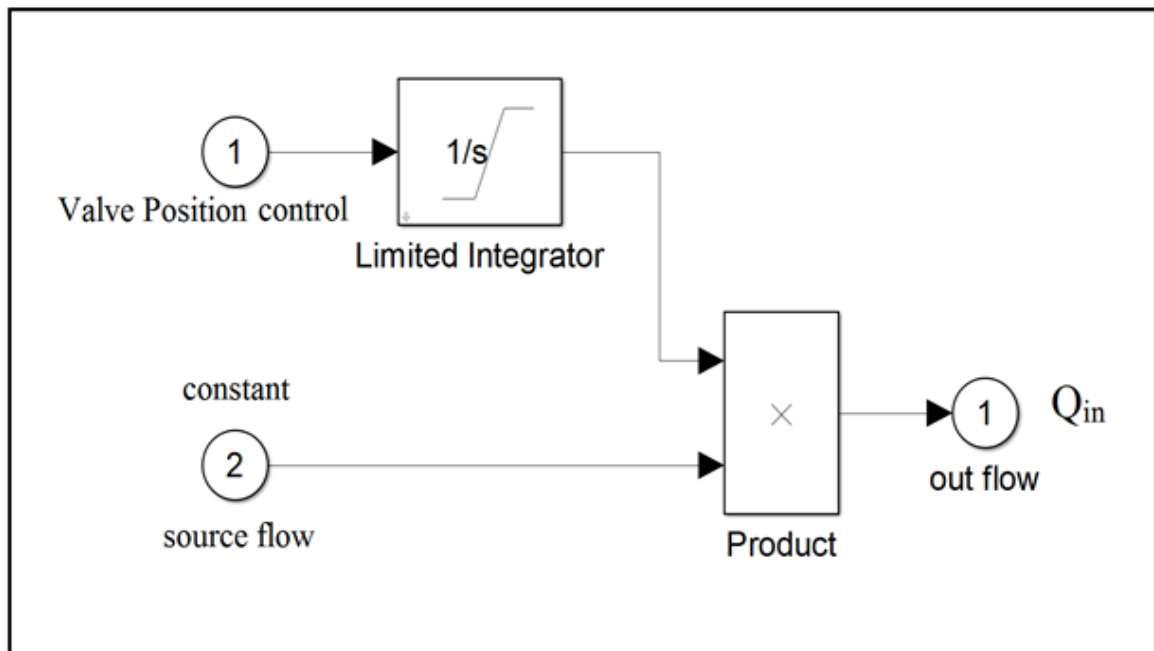 1
Valve Position control
1/s
Limited Integrator
constant
2
source flow
×
Product
1
out flow
Qin